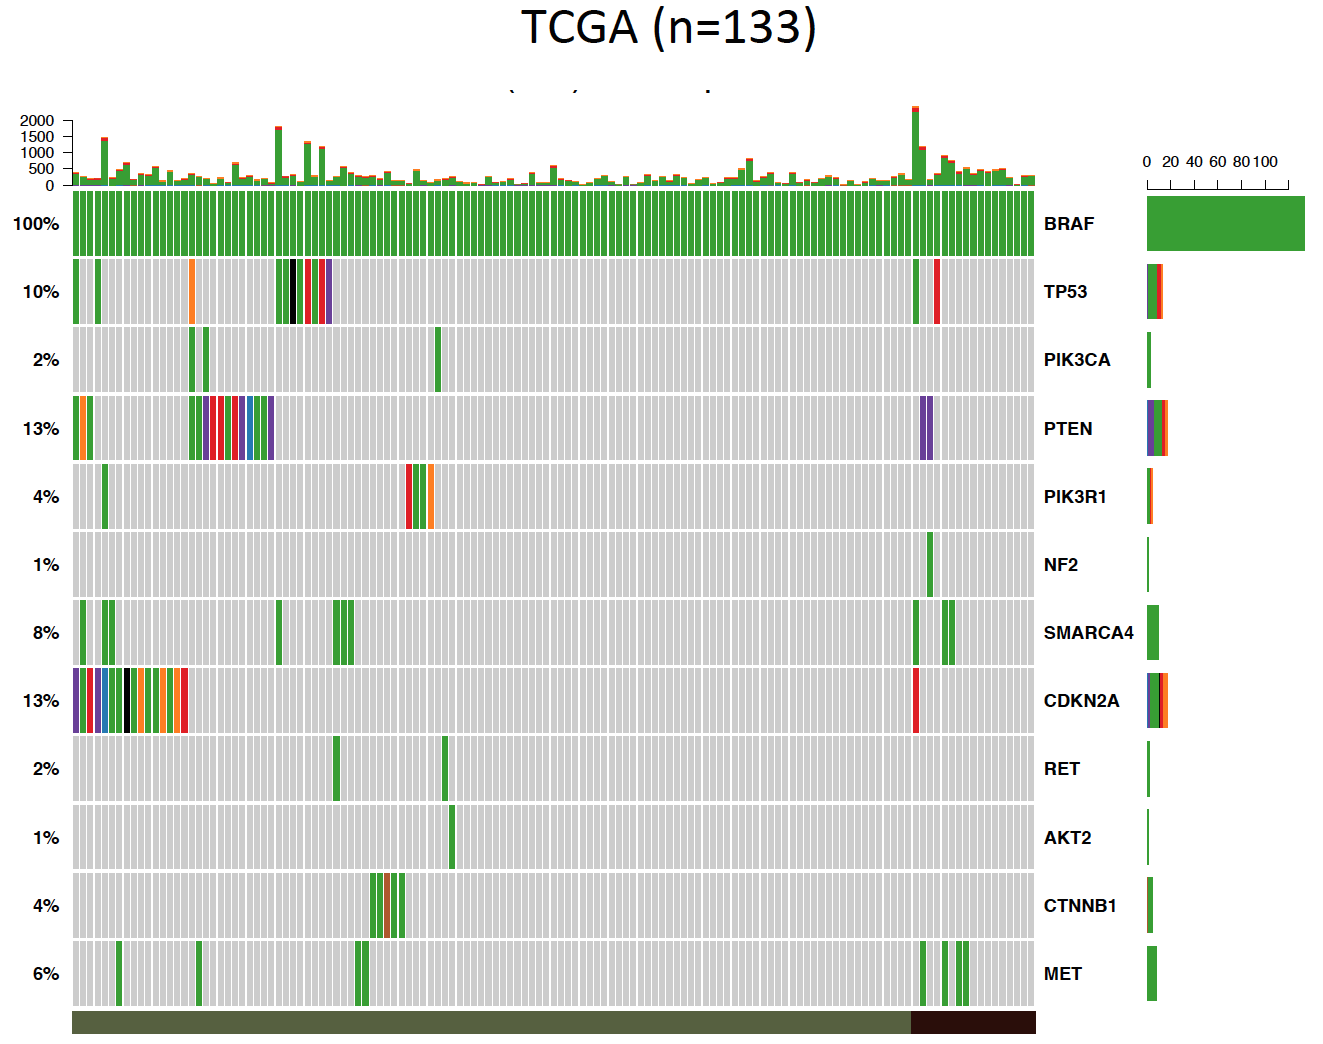 TCGA (n=133)
2000
1500
1000
500
0
0 20 40 60 80 100
100% BRAF
10% TP53
2% PIK3CA
13% PTEN
4% PIK3R1
1% NF2
8% SMARCA4
13% CDKN2A
2% RET
1% AKT2
4% CTNNB1
6% MET